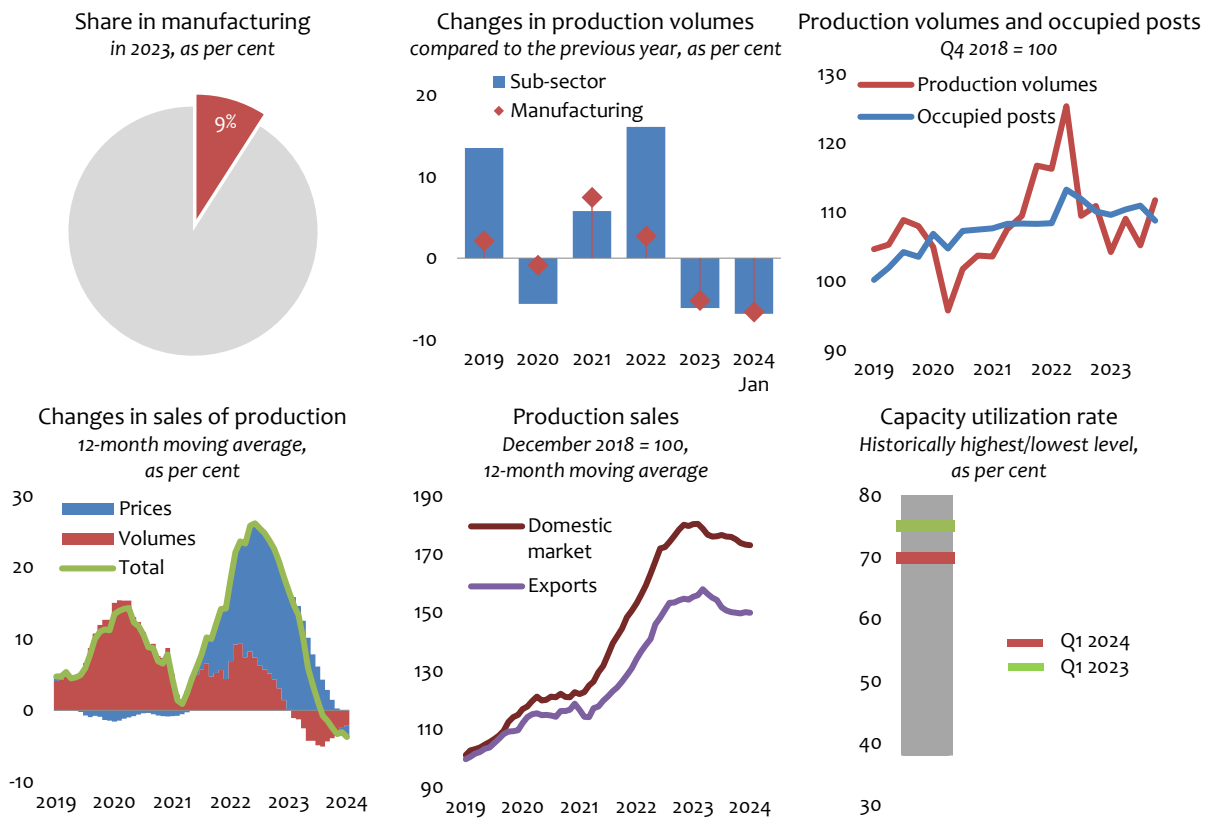 Share in manufacturing
in 2023, as per cent
9%
Changes in production volumes
compared to the previous year, as per cent
Sub-sector
Manufacturing
20
10
0
-10
2019 2020 2021 2022 2023 2024
Jan
Production volumes and occupied posts
Q4 2018 = 100
130
Production volumes
Occupied posts
120
110
100
90
2019 2020 2021 2022 2023
Changes in sales of production
12-month moving average,
as per cent
30
Prices
Volumes
Total
20
10
0
-10
2019 2020 2021 2022 2023 2024
Production sales
December 2018 = 100,
12-month moving average
190
Domestic
market
Exports
170
150
130
110
90
2019 2020 2021 2022 2023 2024
Capacity utilization rate
Historically highest/lowest level,
as per cent
80
70
60
Q1 2024
Q1 2023
50
40
30